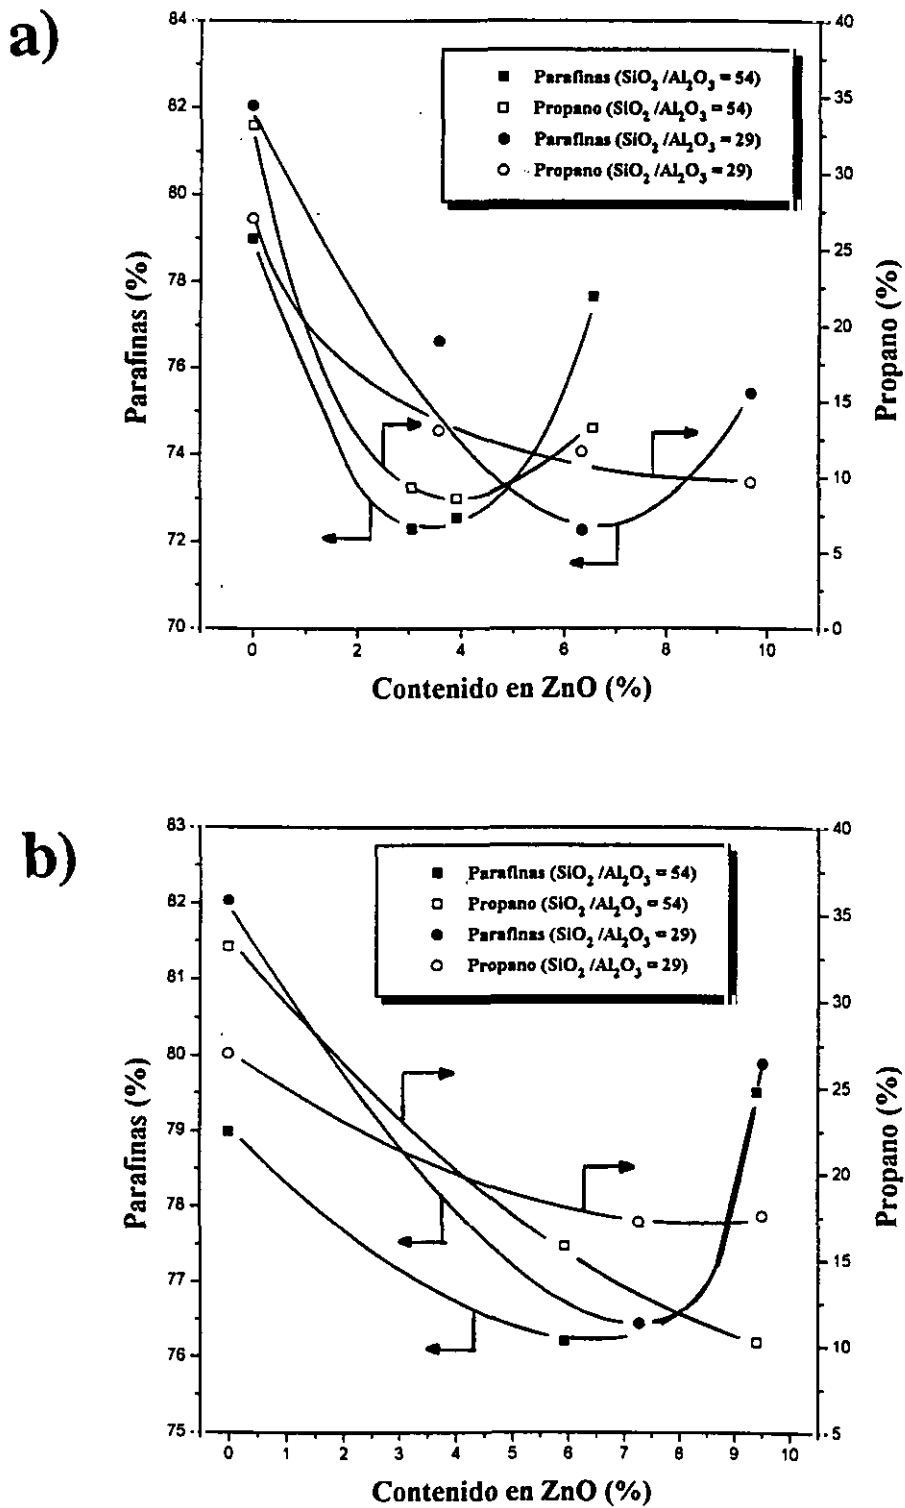 a)
84
82
80
78
76
74
72
70
Parafinas (%)
40
35
30
25
20
15
10
5
0
Propano (%)
■ Parafinas (SiO2 /Al2O3 = 54)
□ Propano (SiO2 /Al2O3 = 54)
● Parafinas (SiO2 /Al2O3 = 29)
○ Propano (SiO2 /Al2O3 = 29)
0 2 4 6 8 10
Contenido en ZnO (%)
b)
83
82
81
80
79
78
77
76
75
Parafinas (%)
40
35
30
25
20
15
10
5
Propano (%)
■ Parafinas (SiO2 /Al2O3 = 54)
□ Propano (SiO2 /Al2O3 = 54)
● Parafinas (SiO2 /Al2O3 = 29)
○ Propano (SiO2 /Al2O3 = 29)
0 1 2 3 4 5 6 7 8 9 10
Contenido en ZnO (%)